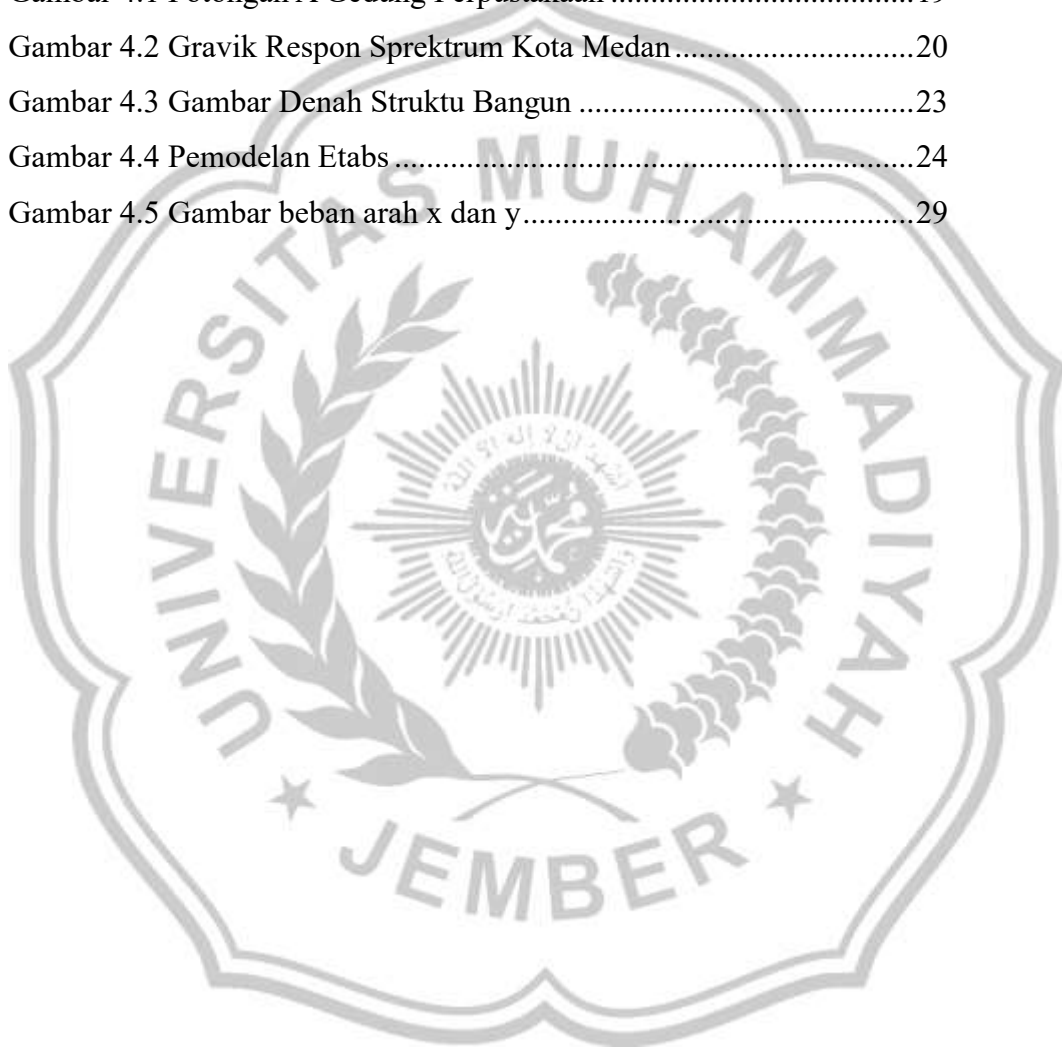 Gambar 4.2 Gravik Respon Sprektrum Kota Medan..............................20
Gambar 4.3 Gambar Denah Struktu Bangun ..........................................23
Gambar 4.4 Pemodelan Etabs.................................................................24
Gambar 4.5 Gambar beban arah x dan y.................................................29
UNIVERSITAS MUHAMMADIYAH
JEMBER